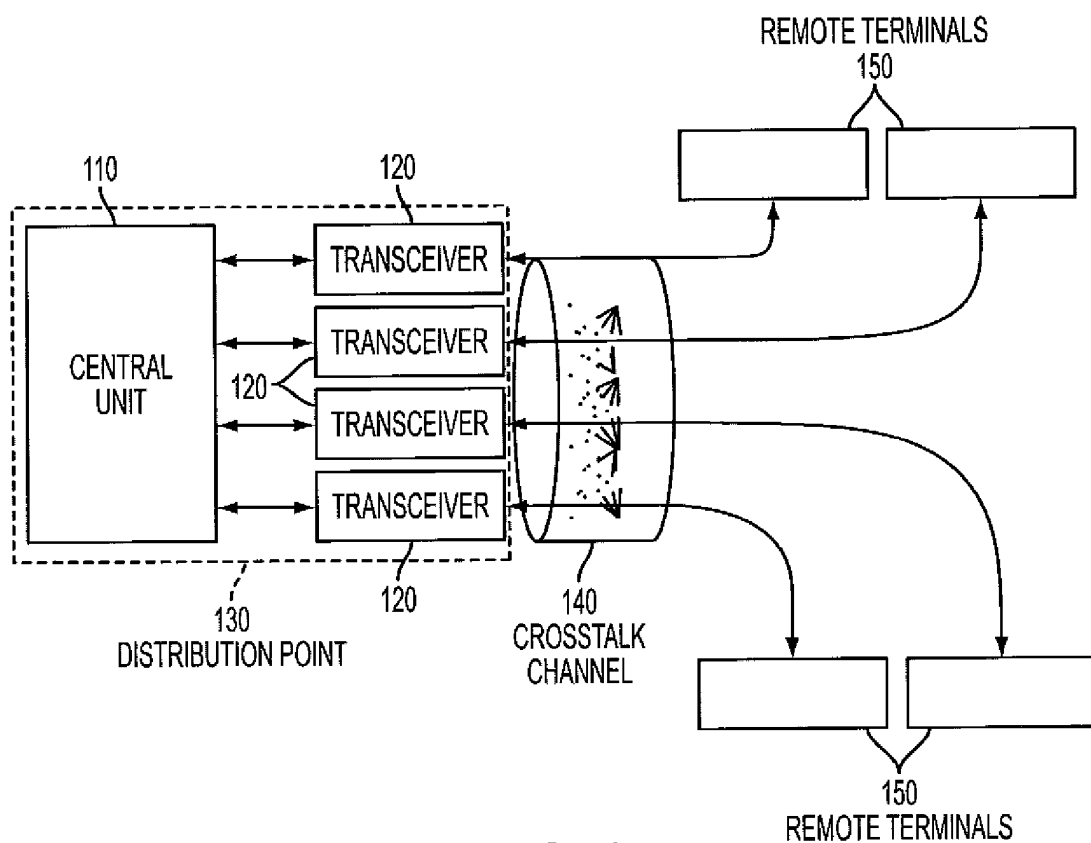 REMOTE TERMINALS
150
110
120
CENTRAL
UNIT
TRANSCEIVER
TRANSCEIVER
120
TRANSCEIVER
TRANSCEIVER
130
DISTRIBUTION POINT
120
140
CROSSTALK
CHANNEL
150
REMOTE TERMINALS